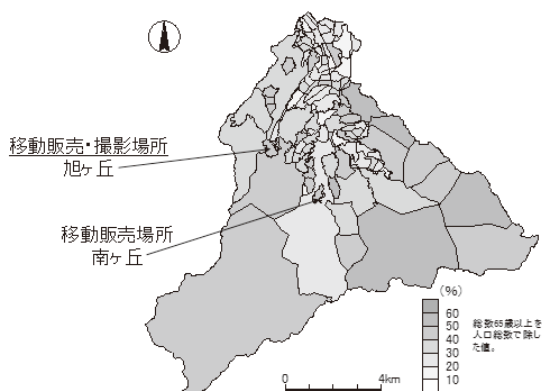 移動販売・撮影場所
旭ヶ丘
移動販売場所
南ヶ丘
(%)
60
50
40
30
20
10
総数65歳以上を
人口総数で除し
た値。
0
4km